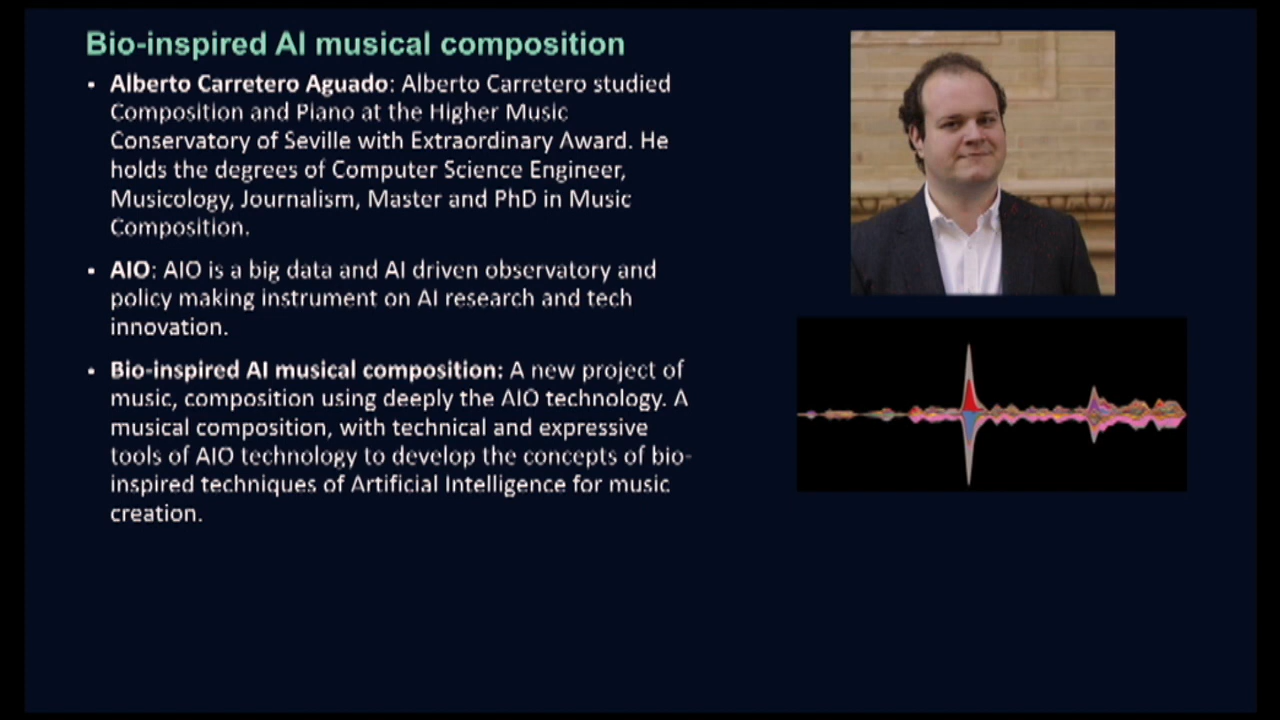 Bio-inspired AI musical composition
▪ Alberto Carretero Aguado: Alberto Carretero studied
Composition and Piano at the Higher Music
Conservatory of Seville with Extraordinary Award. He
holds the degrees of Computer Science Engineer,
Musicology, Journalism, Master and PhD in Music
Composition.
▪ AIO: AIO is a big data and AI driven observatory and
policy making instrument on AI research and tech
innovation.
▪ Bio-inspired AI musical composition: A new project of
music, composition using deeply the AIO technology. A
musical composition, with technical and expressive
tools of AIO technology to develop the concepts of bio-
inspired techniques of Artificial Intelligence for music
creation.